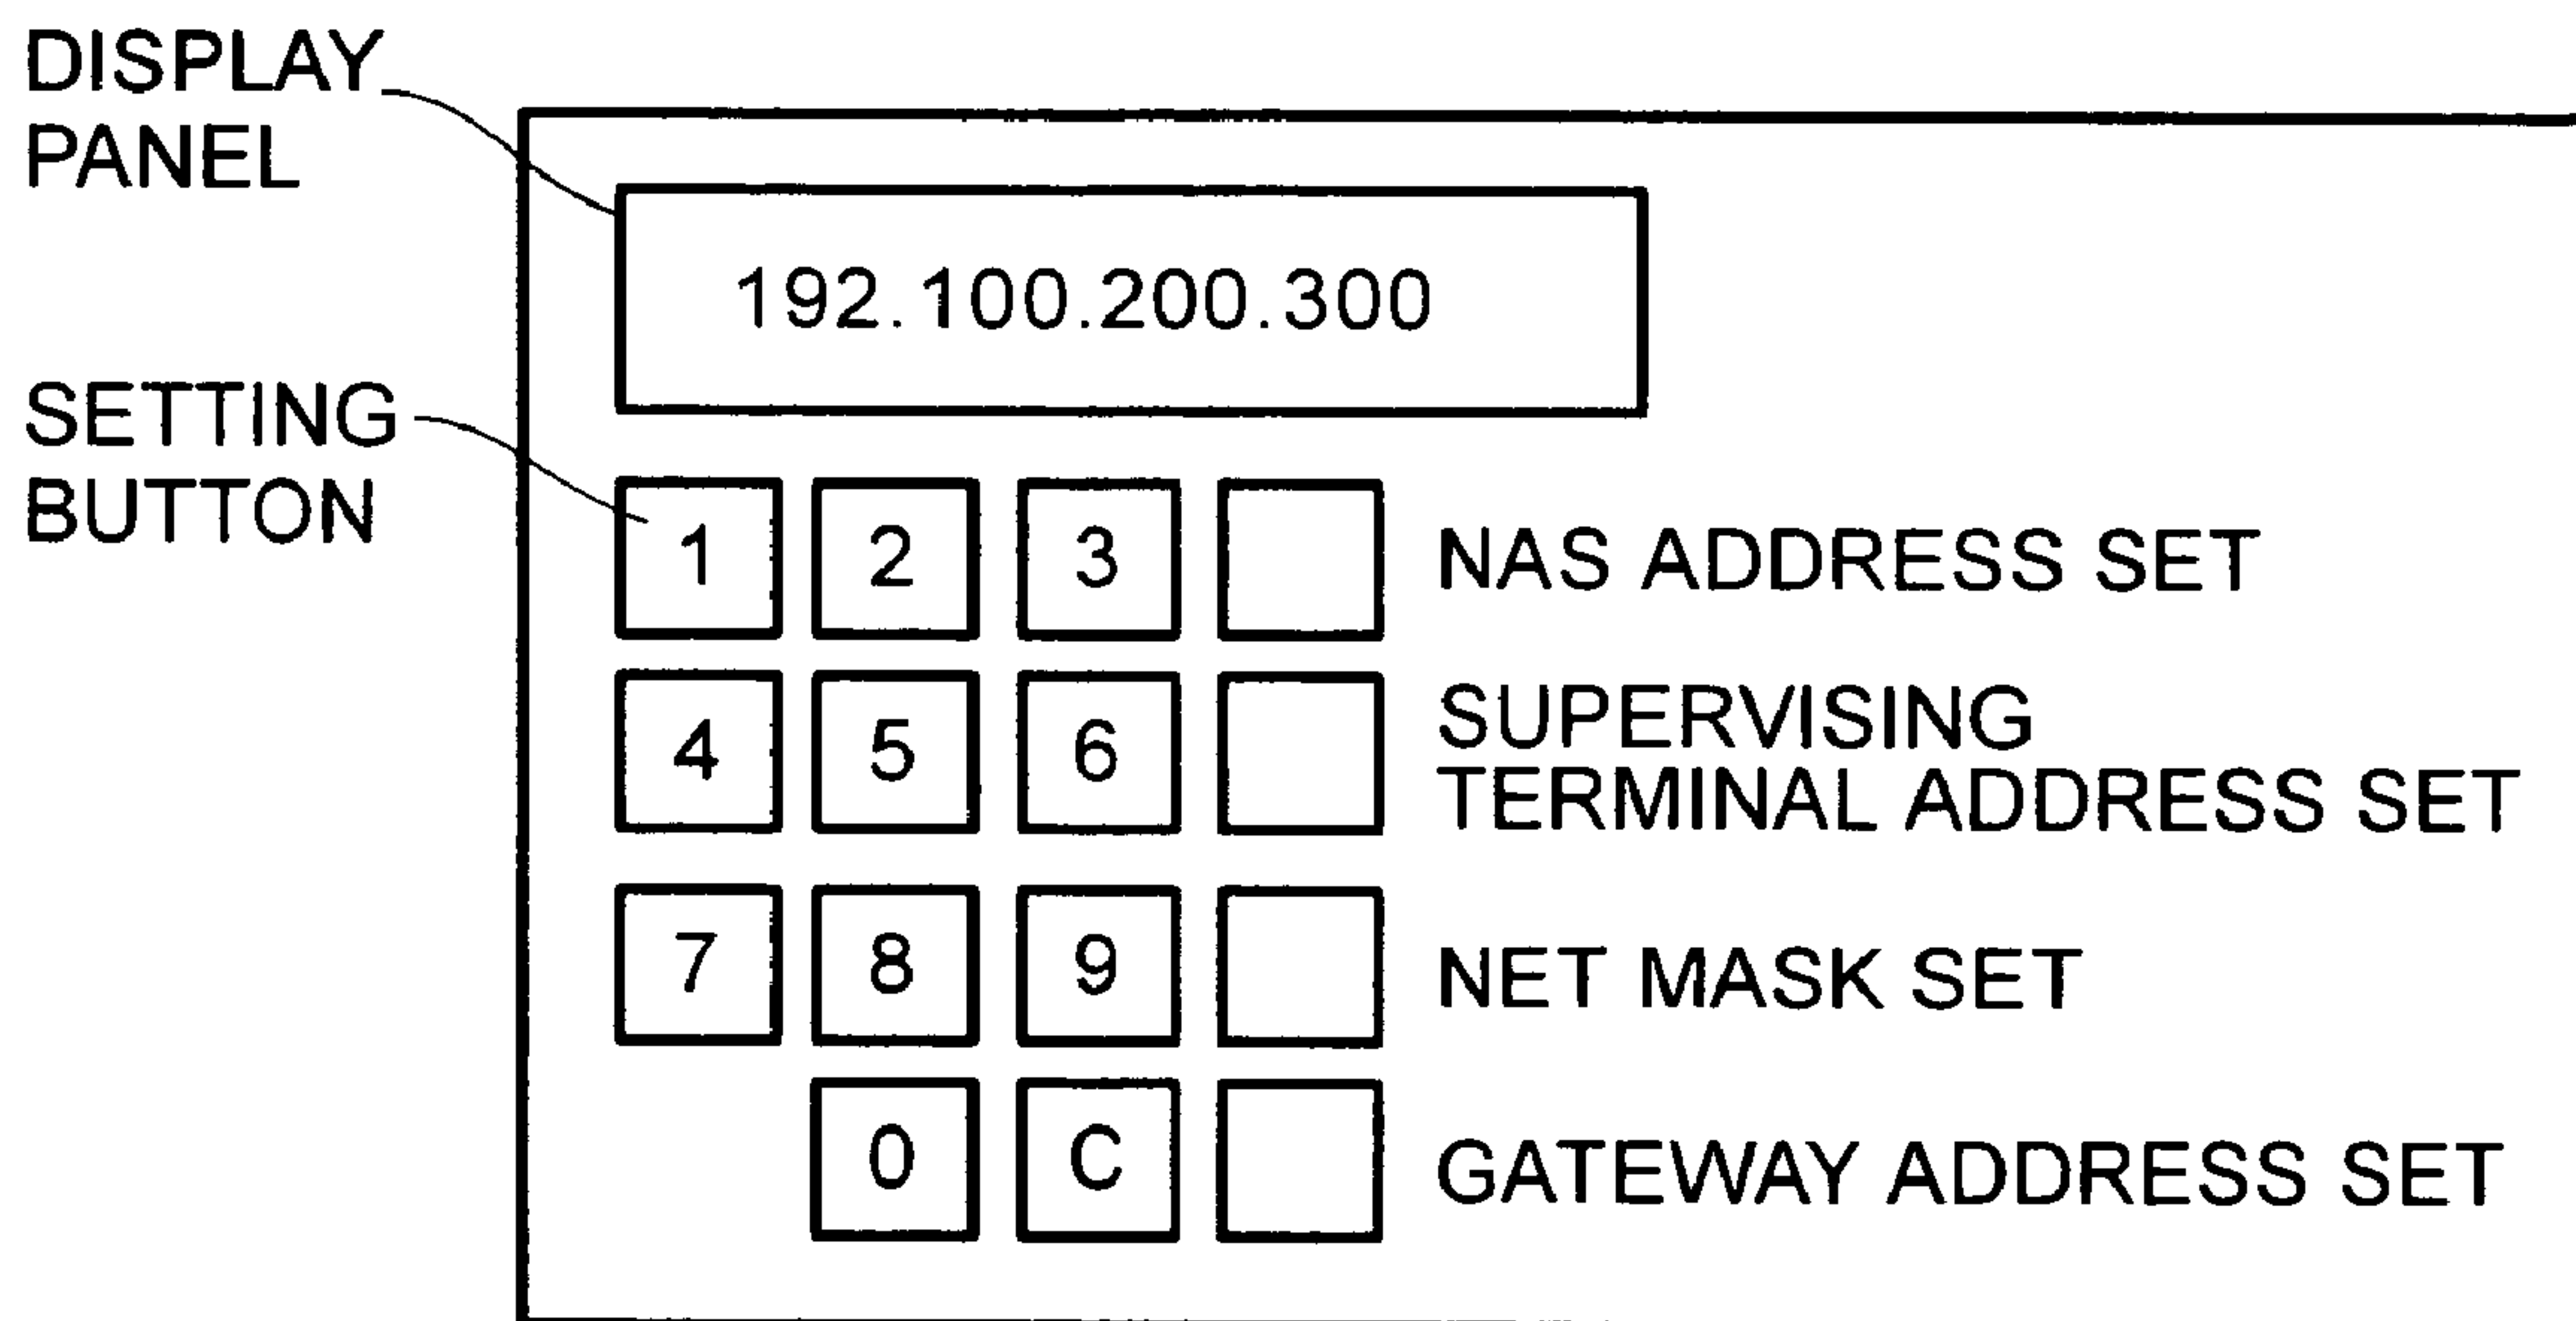 DISPLAY
PANEL
192.100.200.300
SETTING
BUTTON
1 2 3 NAS ADDRESS SET
4 5 6 SUPERVISING
TERMINAL ADDRESS SET
7 8 9 NET MASK SET
0 C GATEWAY ADDRESS SET